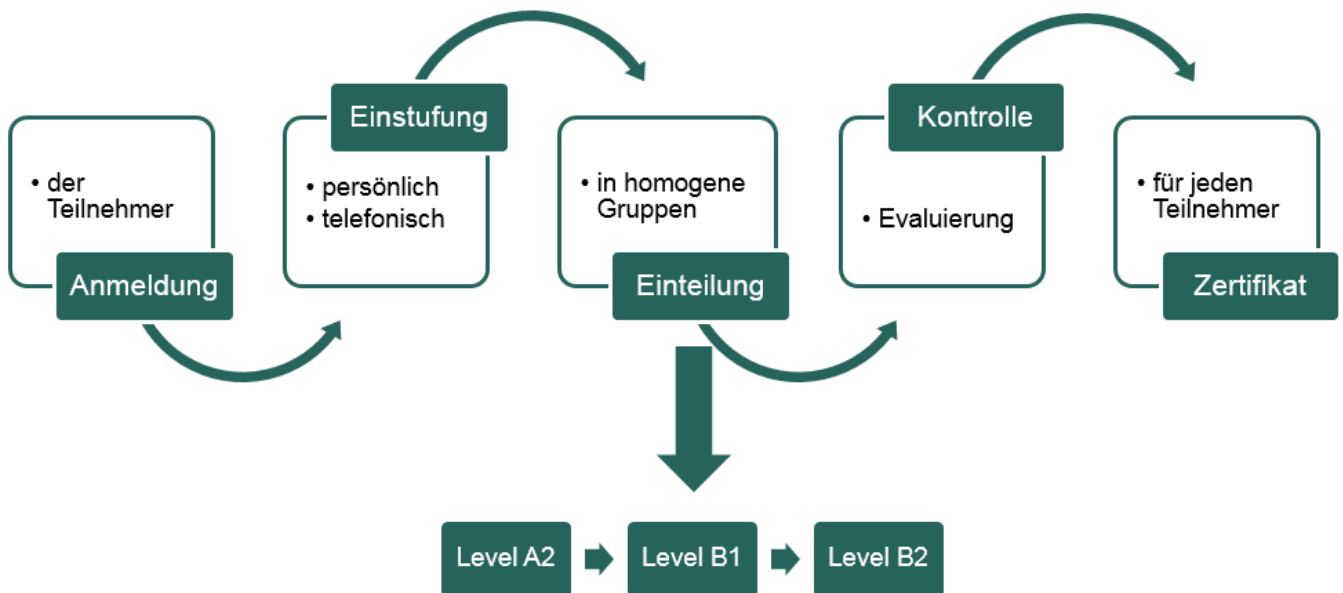 • der
Teilnehmer
Anmeldung
Einstufung
• persönlich
• telefonisch
• in homogene
Gruppen
Einteilung
Kontrolle
• Evaluierung
• für jeden
Teilnehmer
Zertifikat
Level A2
Level B1
Level B2